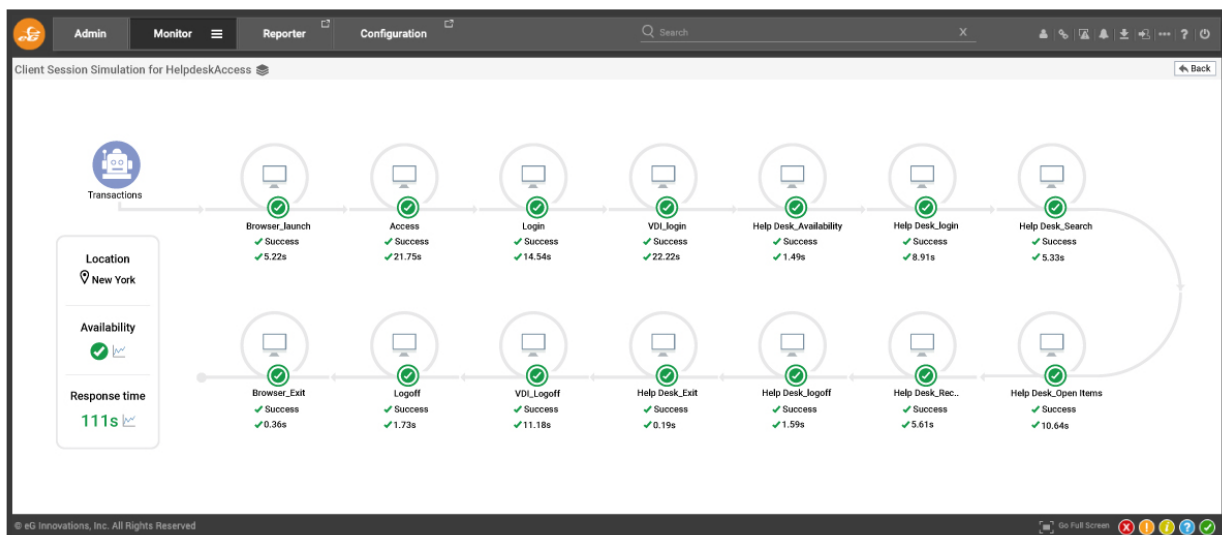 Admin
Monitor
Reporter
Configuration
Search
X
Client Session Simulation for HelpdeskAccess
Back
Transactions
Browser_launch
Success
5.22s
Access
Success
21.75s
Login
Success
14.54s
VDI_login
Success
22.22s
Help Desk_Availability
Success
1.49s
Help Desk_login
Success
8.91s
Help Desk_Search
Success
5.33s
Location
New York
Availability
Response time
111s
Browser_Exit
Success
0.36s
Logoff
Success
1.73s
VDI_Logoff
Success
11.18s
Help Desk_Exit
Success
0.19s
Help Desk_logoff
Success
1.59s
Help Desk_Rec..
Success
5.61s
Help Desk_Open Items
Success
10.64s
© eG Innovations, Inc. All Rights Reserved
Go Full Screen